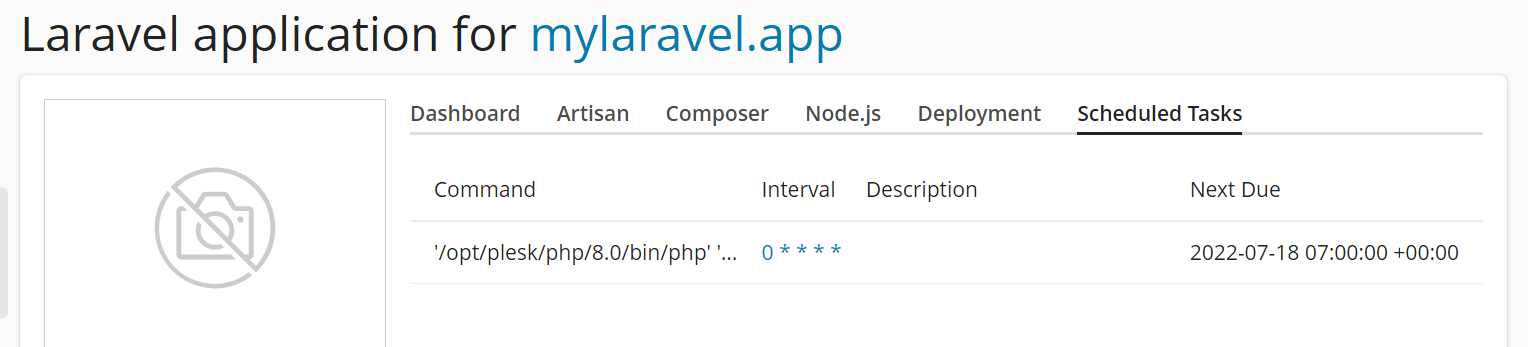 Laravel application for mylaravel.app
Dashboard Artisan Composer Node.js Deployment Scheduled Tasks
Command Interval Description Next Due
'/opt/plesk/php/8.0/bin/php' '... 0 * * * * 2022-07-18 07:00:00 +00:00